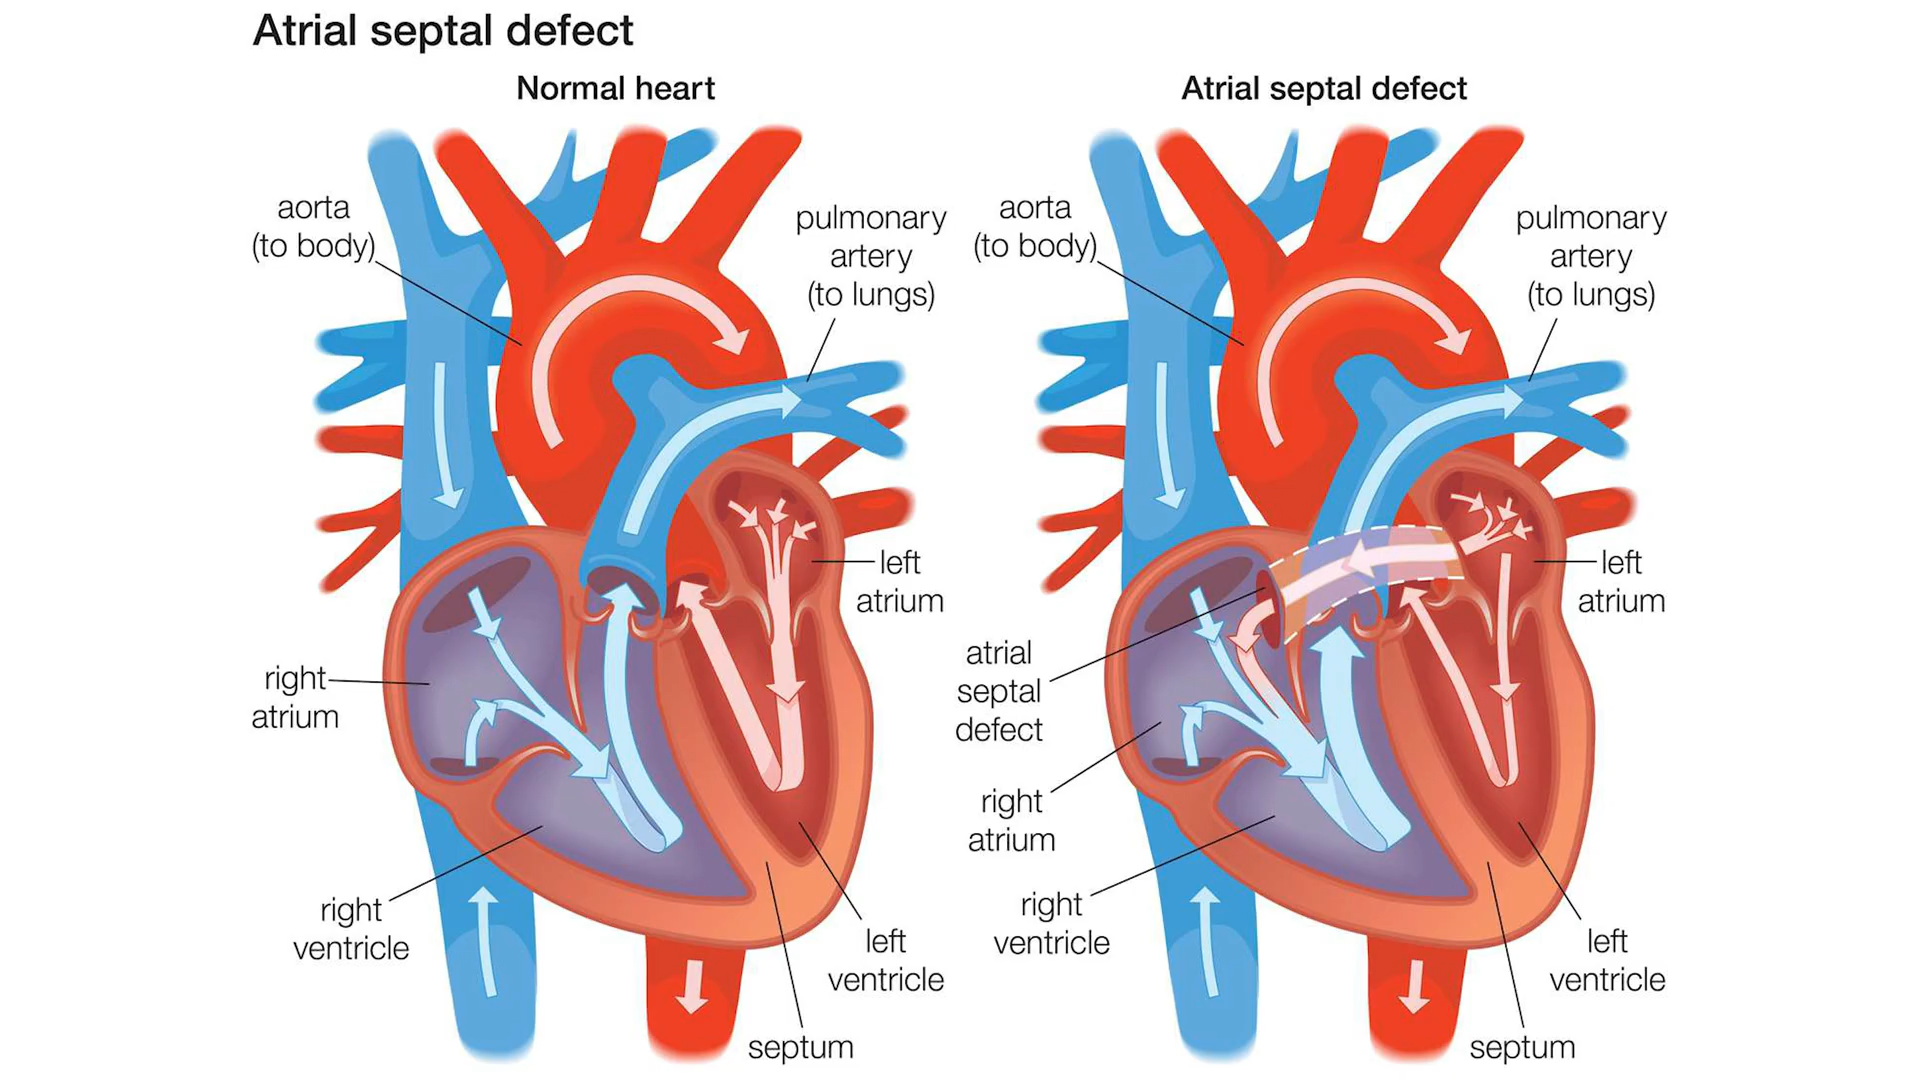 Atrial septal defect
Normal heart
aorta
(to body)
pulmonary
artery
(to lungs)
left
atrium
right
atrium
right
ventricle
left
ventricle
septum
Atrial septal defect
aorta
(to body)
pulmonary
artery
(to lungs)
left
atrium
atrial
septal
defect
right
atrium
right
ventricle
left
ventricle
septum